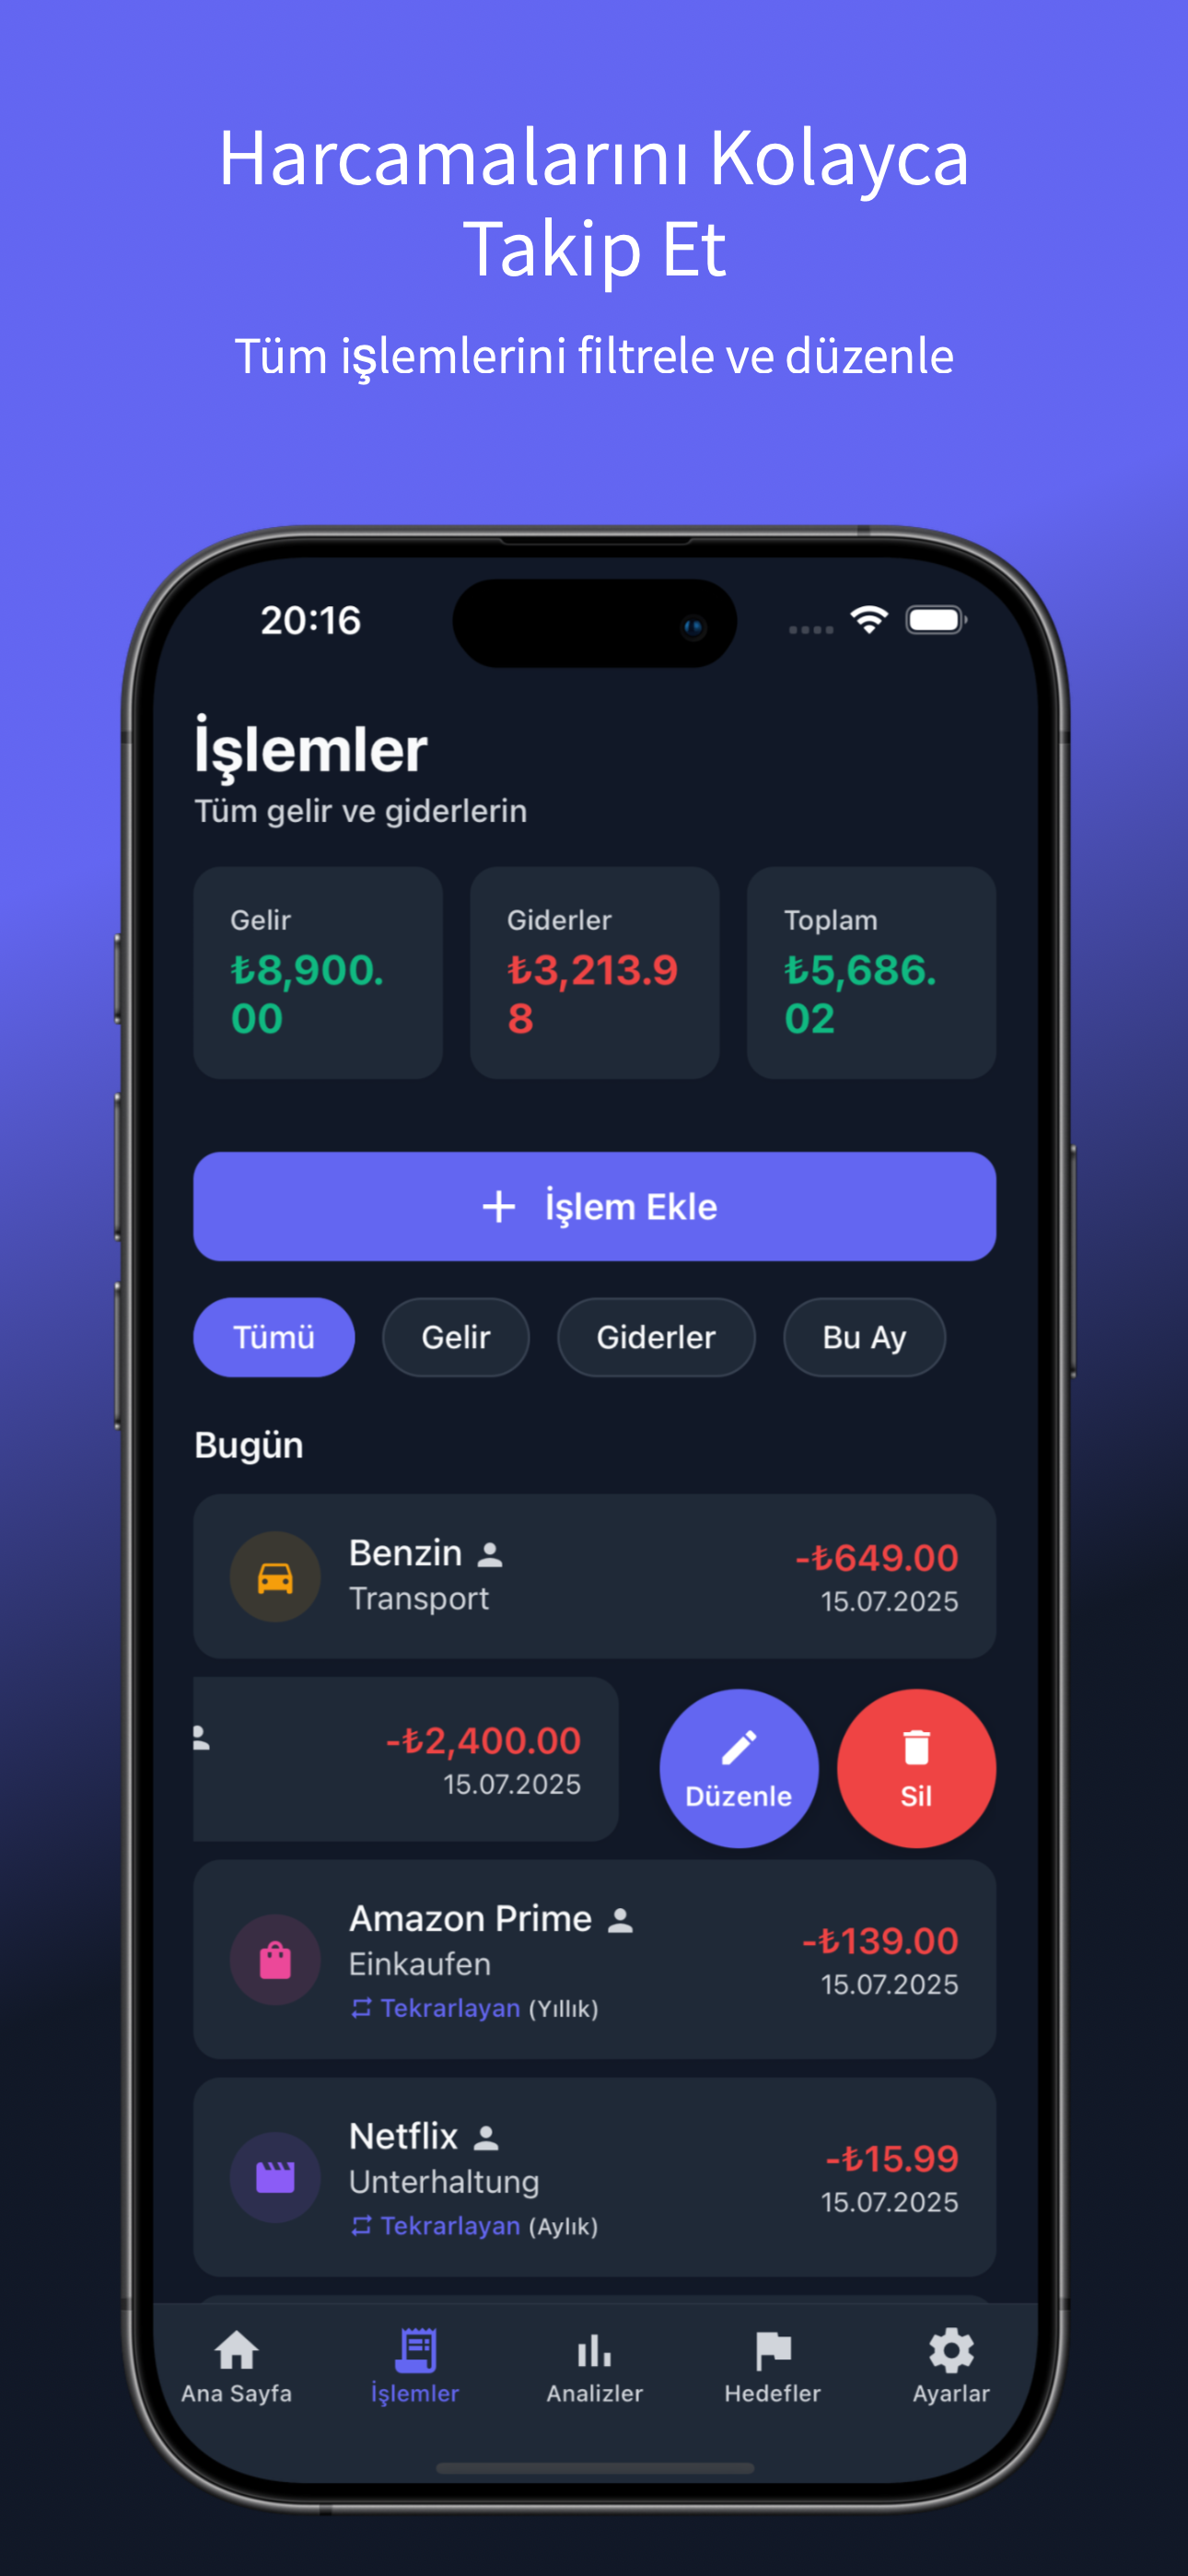 Harcamalarını Kolayca
Takip Et
Tüm işlemlerini filtrele ve düzenle
20:16
İşlemler
Tüm gelir ve giderlerin
Gelir
₺8,900.
00
Giderler
₺3,213.9
8
Toplam
₺5,686.
02
+ İşlem Ekle
Tümü
Gelir
Giderler
Bu Ay
Bugün
Benzin
-₺649.00
Transport
15.07.2025
-₺2,400.00
15.07.2025
Düzenle
Sil
Amazon Prime
Einkaufen
-₺139.00
15.07.2025
Tekrarlayan (Yıllık)
Netflix
Unterhaltung
-₺15.99
15.07.2025
Tekrarlayan (Aylık)
Ana Sayfa
İşlemler
Analizler
Hedefler
Ayarlar